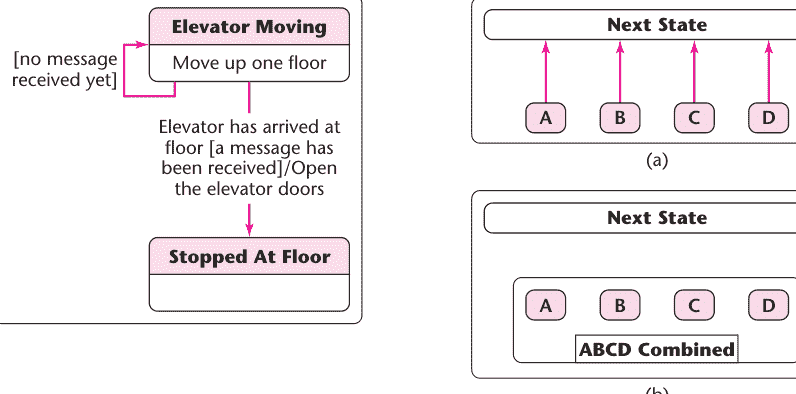 Elevator Moving
Move up one floor
[no message
received yet]
Elevator has arrived at
floor [a message has
been received]/Open
the elevator doors
Stopped At Floor
Next State
A B C D
(a)
Next State
A B C D
ABCD Combined
(b)